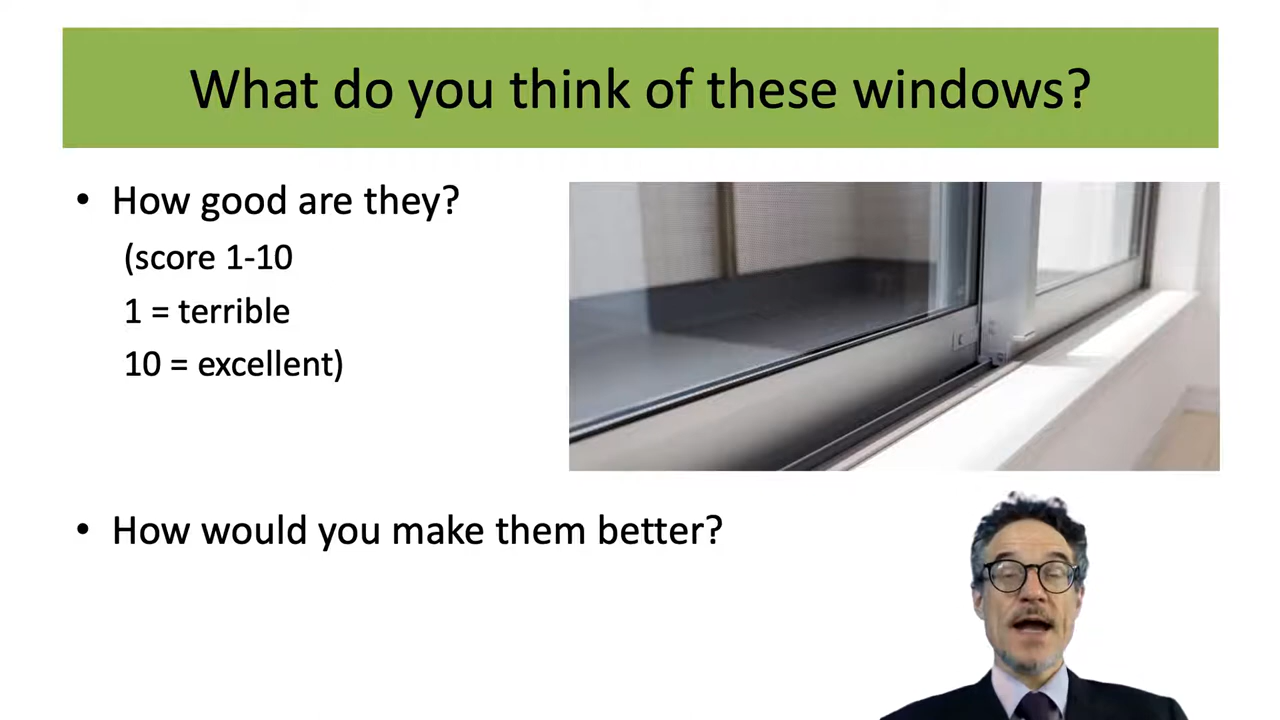 What do you think of these windows?
• How good are they?
(score 1-10
1 = terrible
10 = excellent)
• How would you make them better?